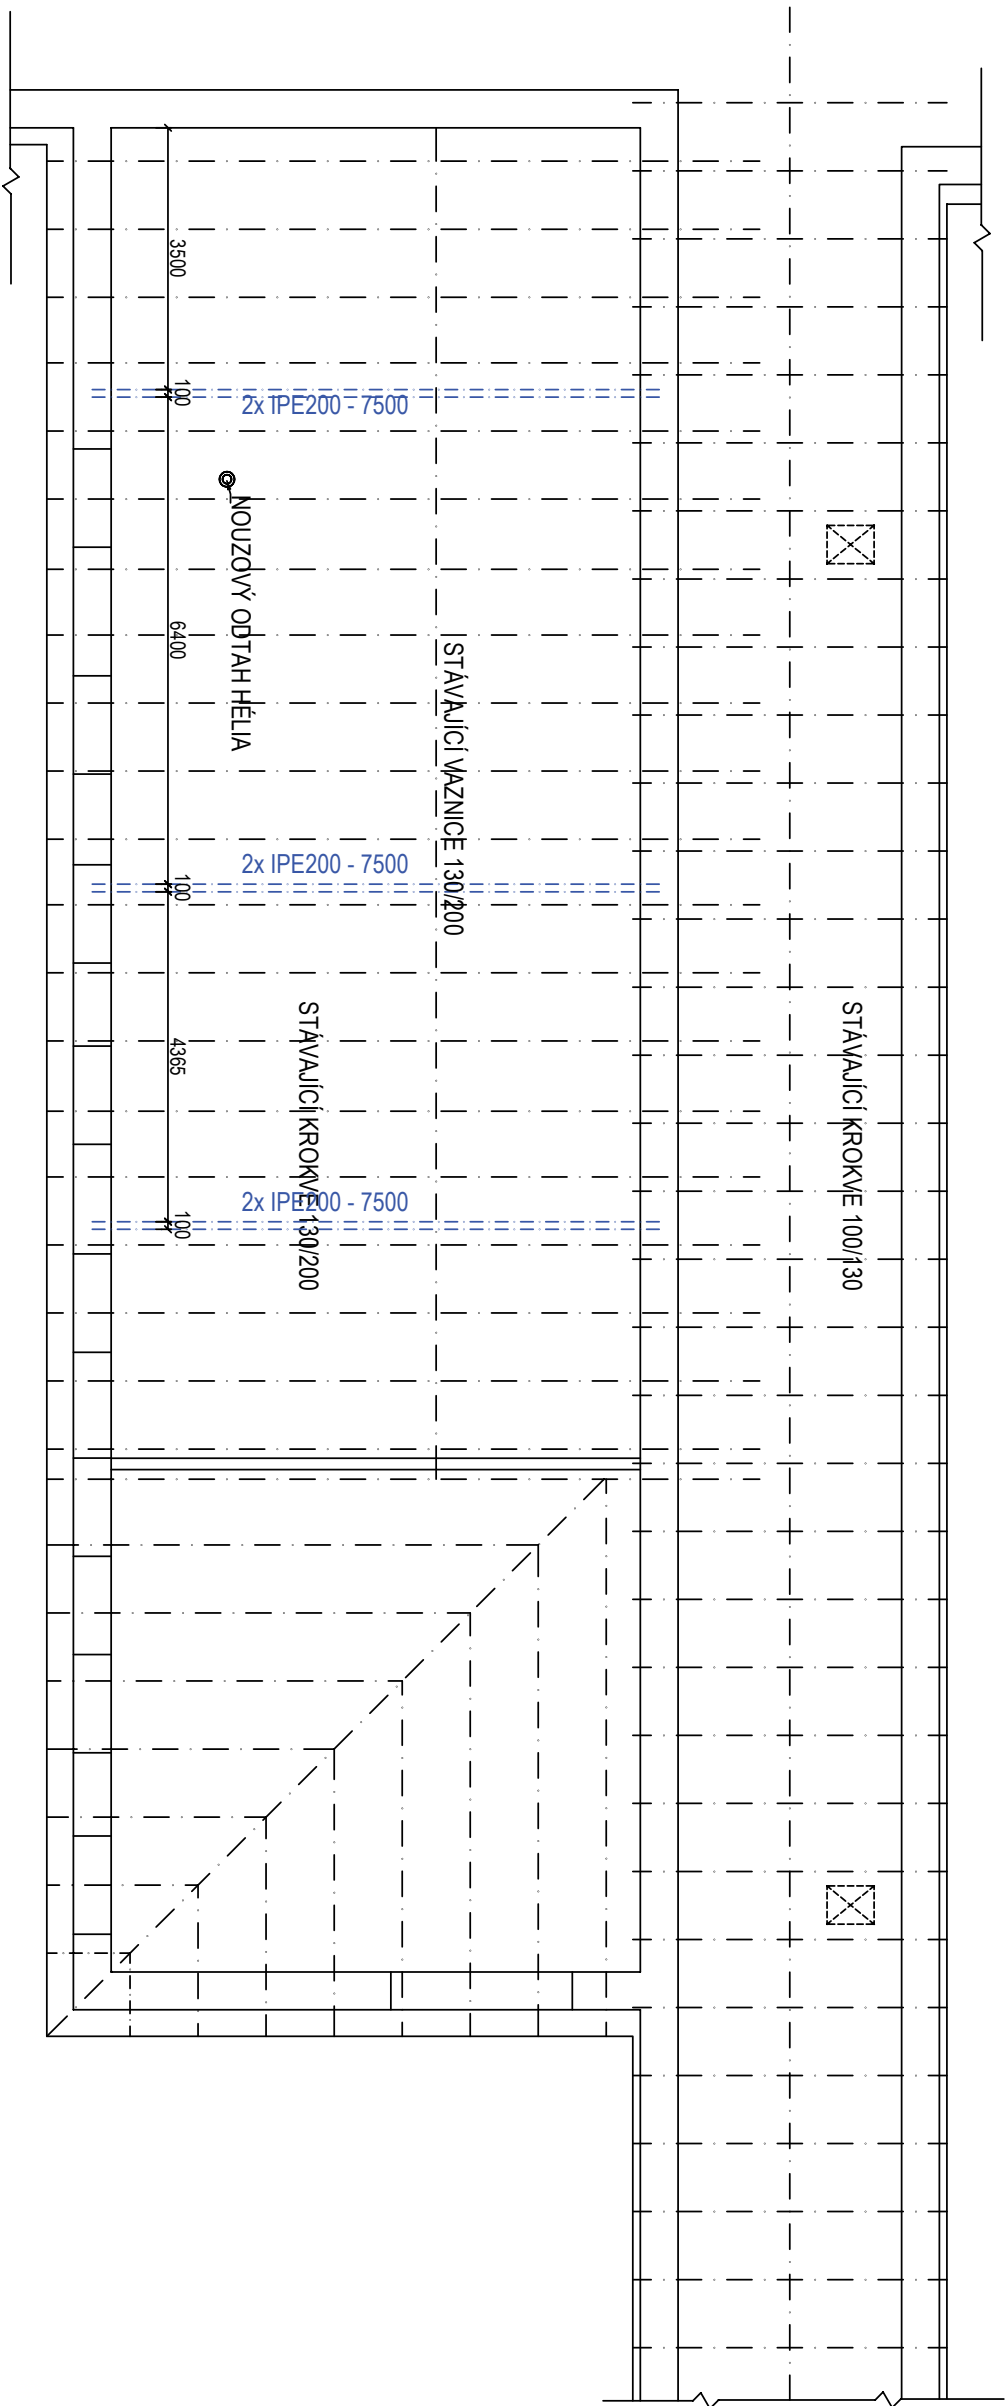 3500
100
2x IPE200 - 7500
NOUZOVÝ ODTAH HÉLIA
6400
STÁVAJÍCÍ VAZNICE 130/200
2x IPE200 - 7500
100
STÁVAJÍCÍ KROKVE 130/200
STÁVAJÍCÍ KROKVE 100/130
4365
2x IPE200 - 7500
100